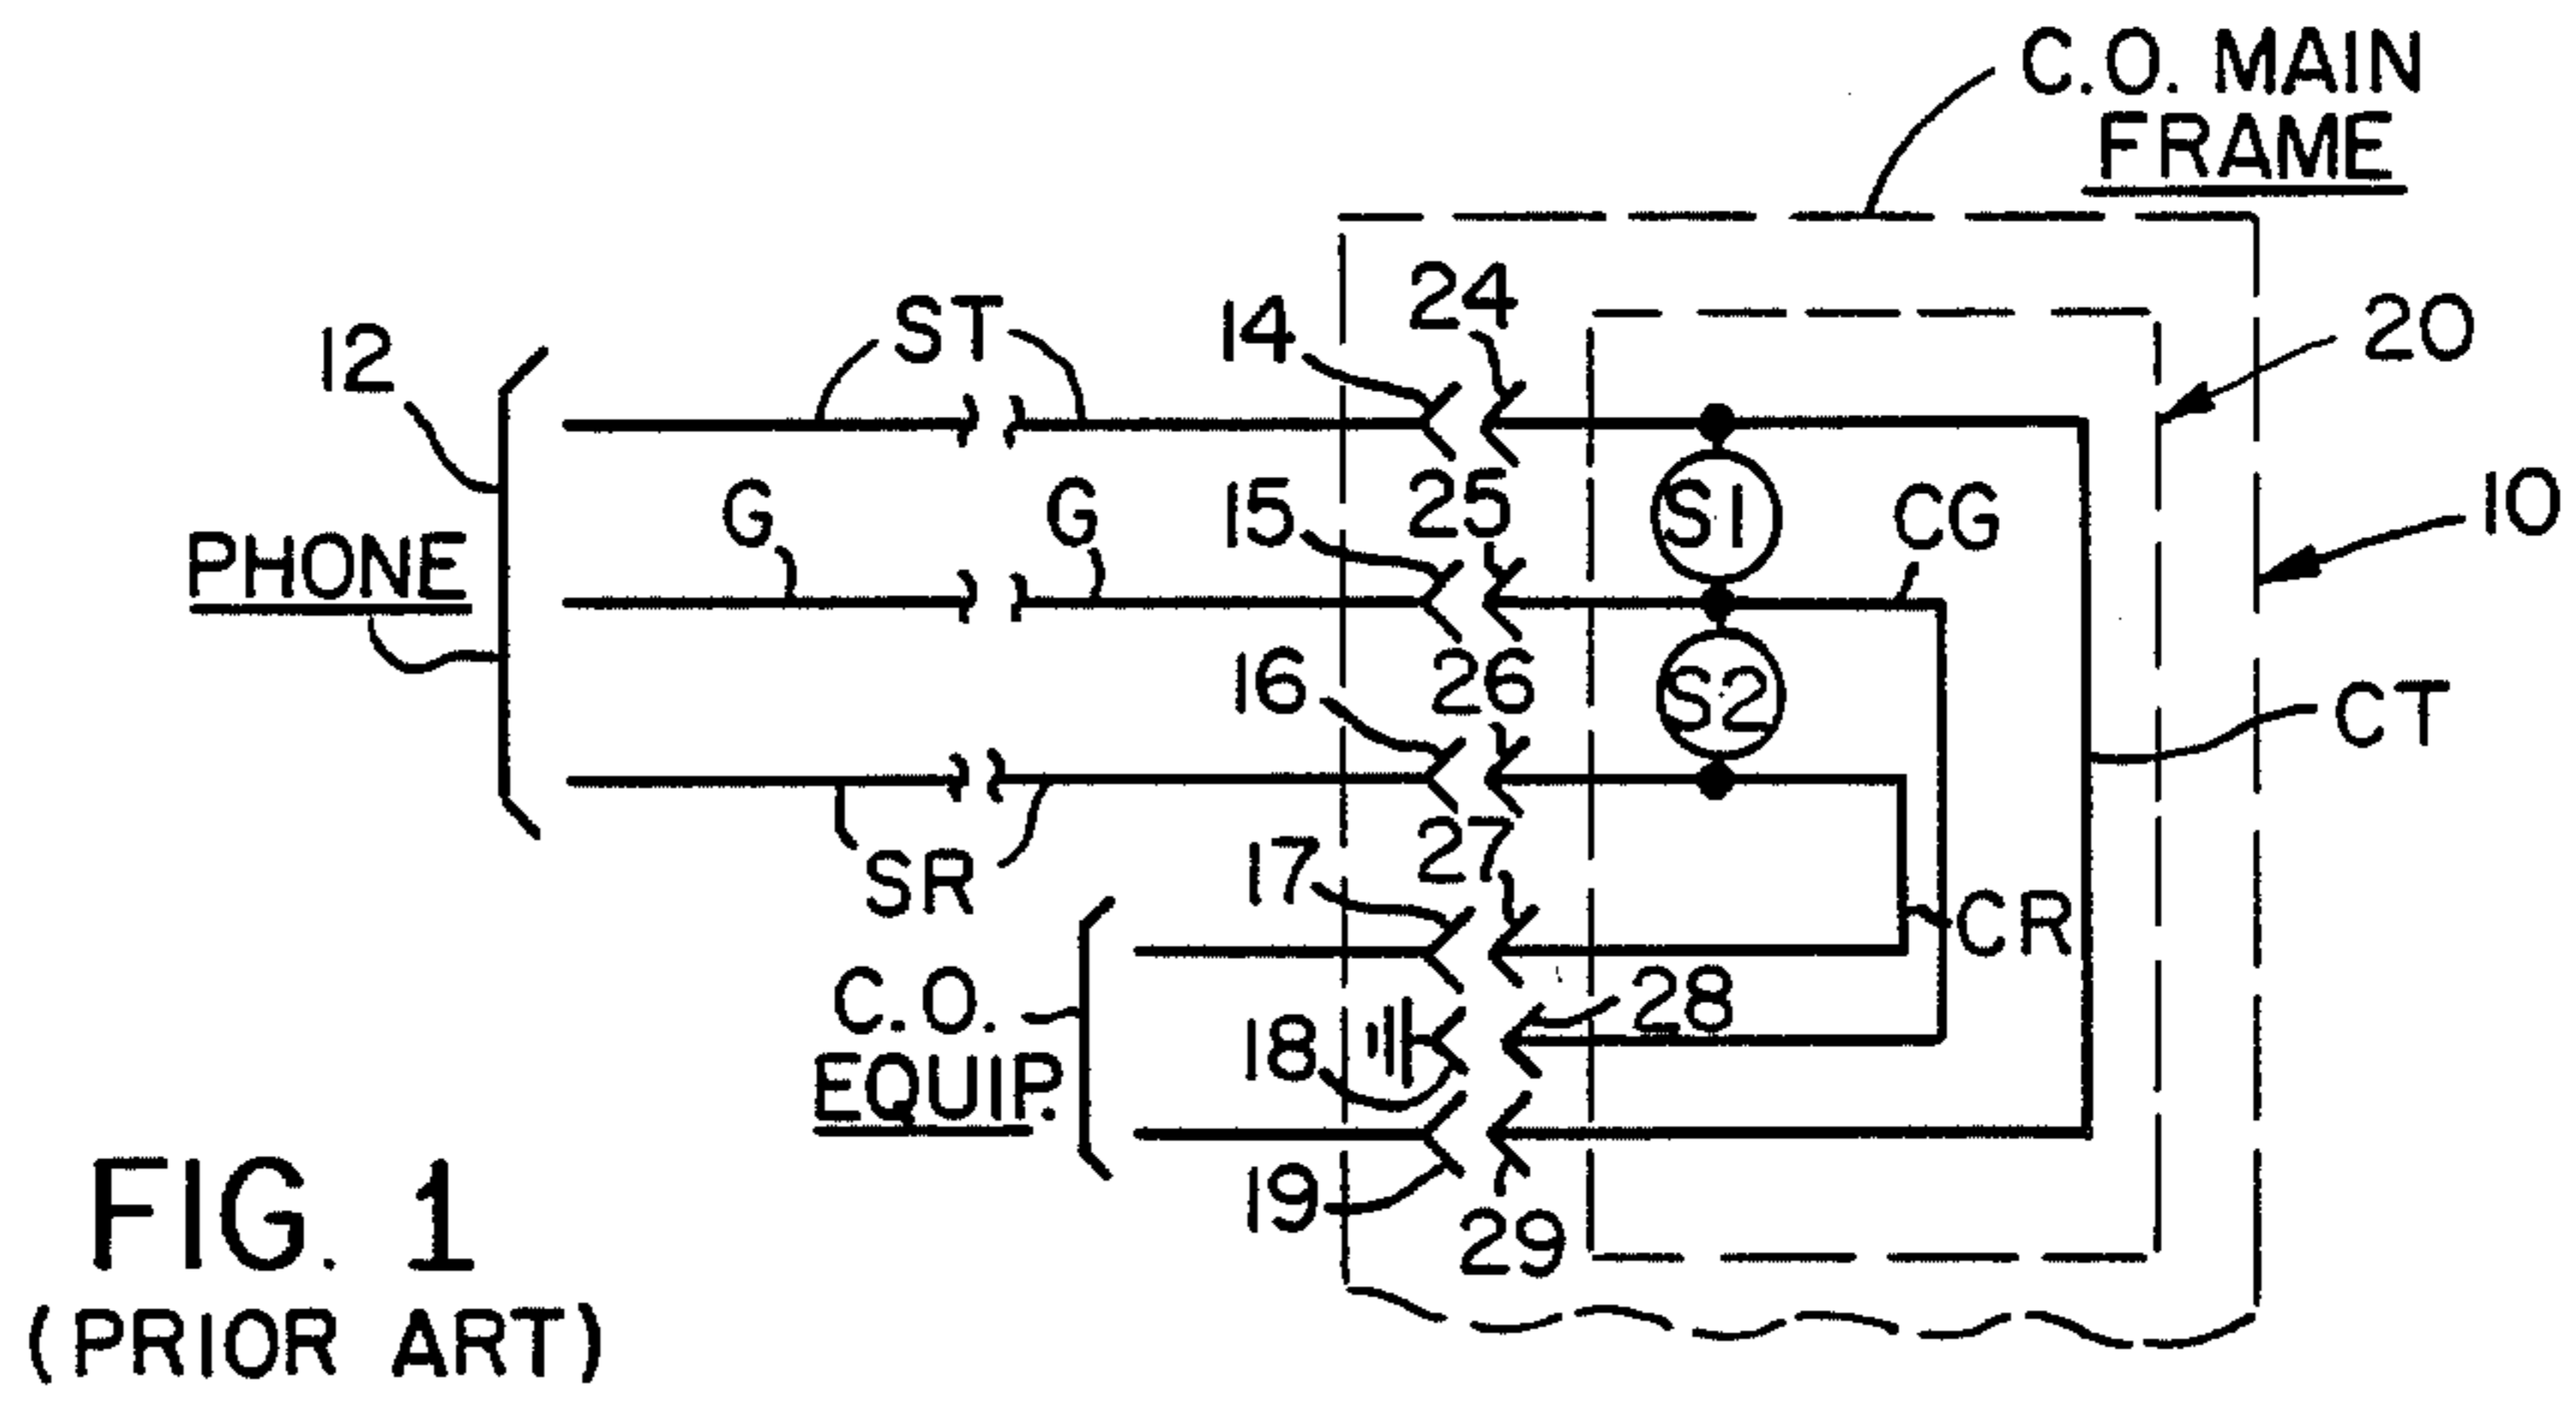 C.O. MAIN
FRAME
24
20
12
ST
14
10
G
G
15
25
S1
CG
PHONE
16
26
S2
CT
SR
17
27
CR
C.O.
EQUIP.
18
28
19
29
FIG. 1
(PRIOR ART)